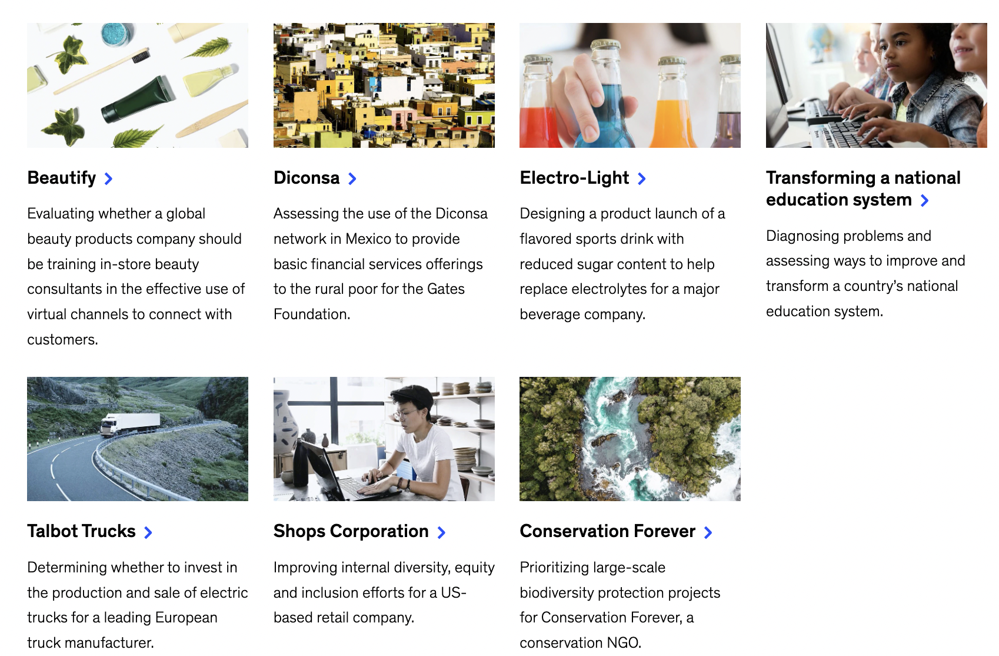 Beautify
Evaluating whether a global
beauty products company should
be training in-store beauty
consultants in the effective use of
virtual channels to connect with
customers.
Diconsa
Assessing the use of the Diconsa
network in Mexico to provide
basic financial services offerings
to the rural poor for the Gates
Foundation.
Electro-Light
Designing a product launch of a
flavored sports drink with
reduced sugar content to help
replace electrolytes for a major
beverage company.
Transforming a national
education system
Diagnosing problems and
assessing ways to improve and
transform a country’s national
education system.
Talbot Trucks
Determining whether to invest in
the production and sale of electric
trucks for a leading European
truck manufacturer.
Shops Corporation
Improving internal diversity, equity
and inclusion efforts for a US-
based retail company.
Conservation Forever
Prioritizing large-scale
biodiversity protection projects
for Conservation Forever, a
conservation NGO.